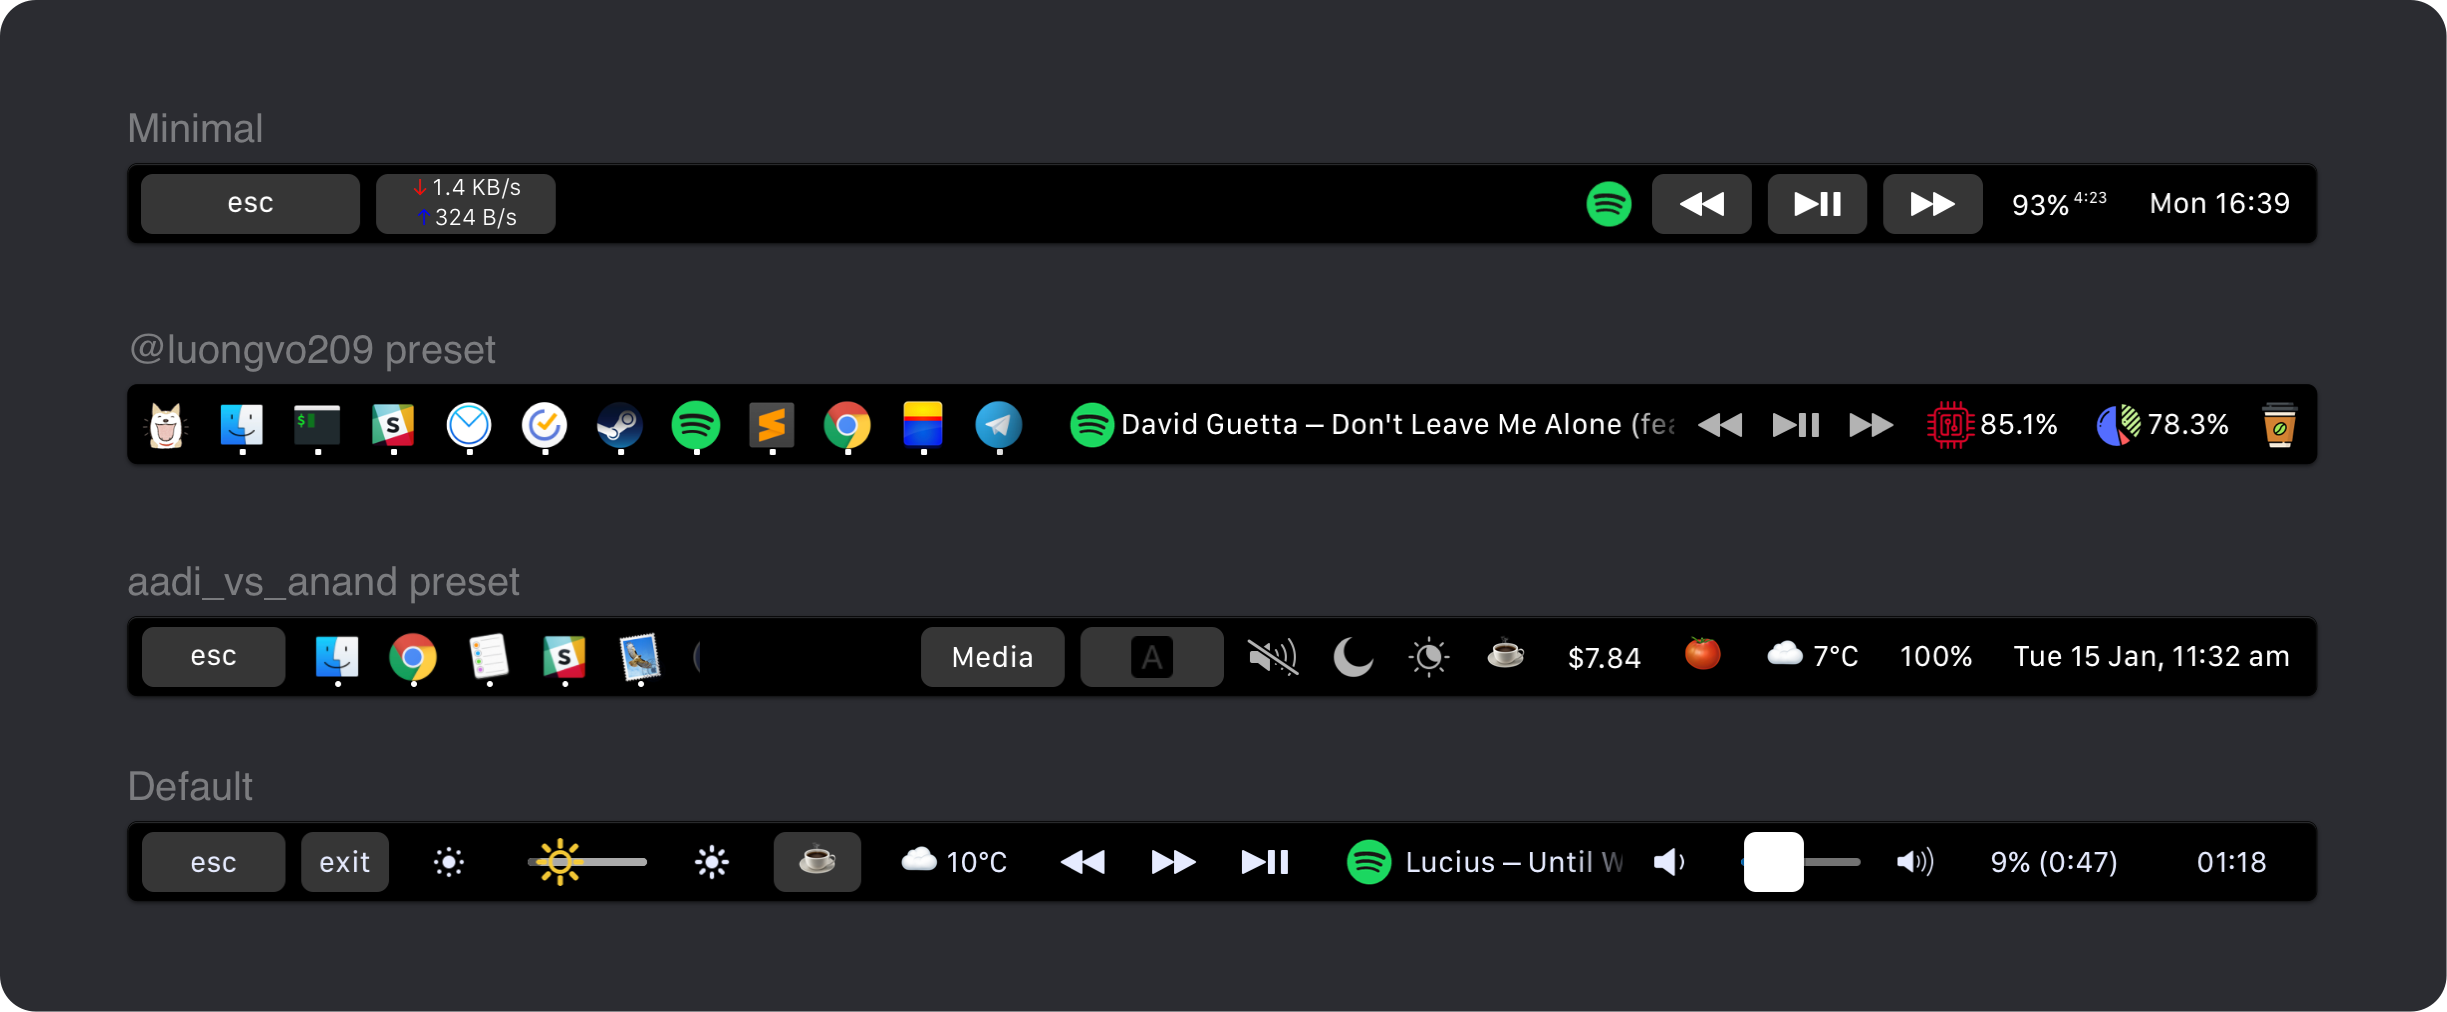 Minimal
esc
↓ 1.4 KB/s
↑ 324 B/s
93% 4:23
Mon 16:39
@luongvo209 preset
$
S
David Guetta — Don't Leave Me Alone (fea
85.1%
78.3%
aadi_vs_anand preset
esc
S
Media
A
$7.84
7°C
100%
Tue 15 Jan, 11:32 am
Default
esc
exit
10°C
Lucius — Until W
9% (0:47)
01:18